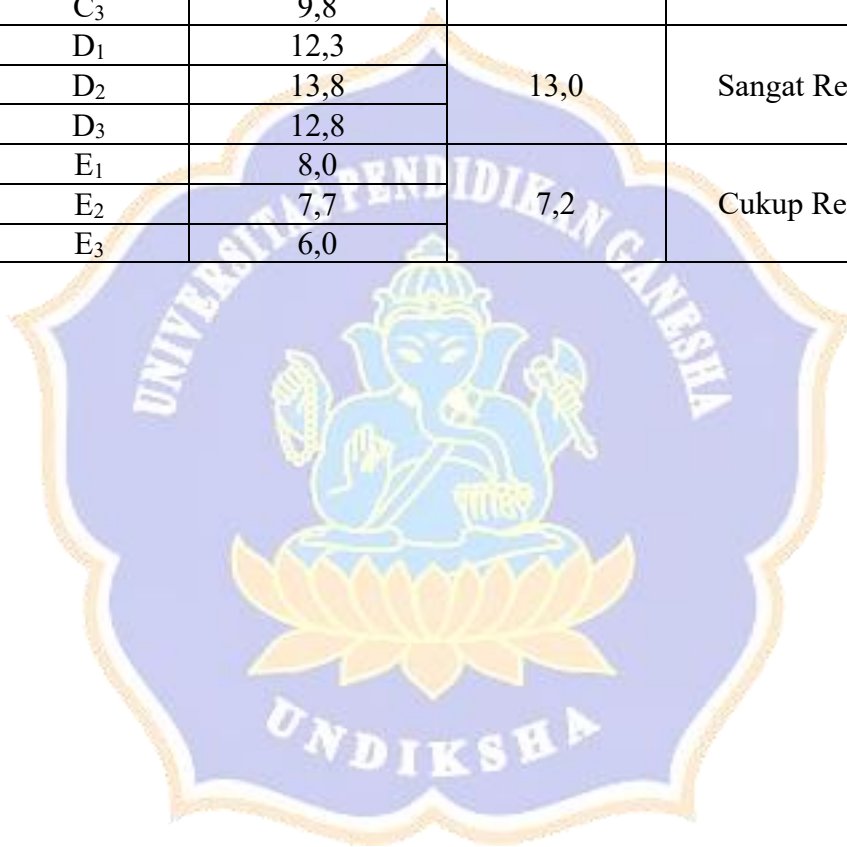 C₃ 9,8
D₁ 12,3
D₂ 13,8 13,0 Sangat Re
D₃ 12,8
E₁ 8,0
E₂ 7,7 7,2 Cukup Re
E₃ 6,0
UNIVERSITAS PENDIDIKAN GANESHA
UNDIKSHA